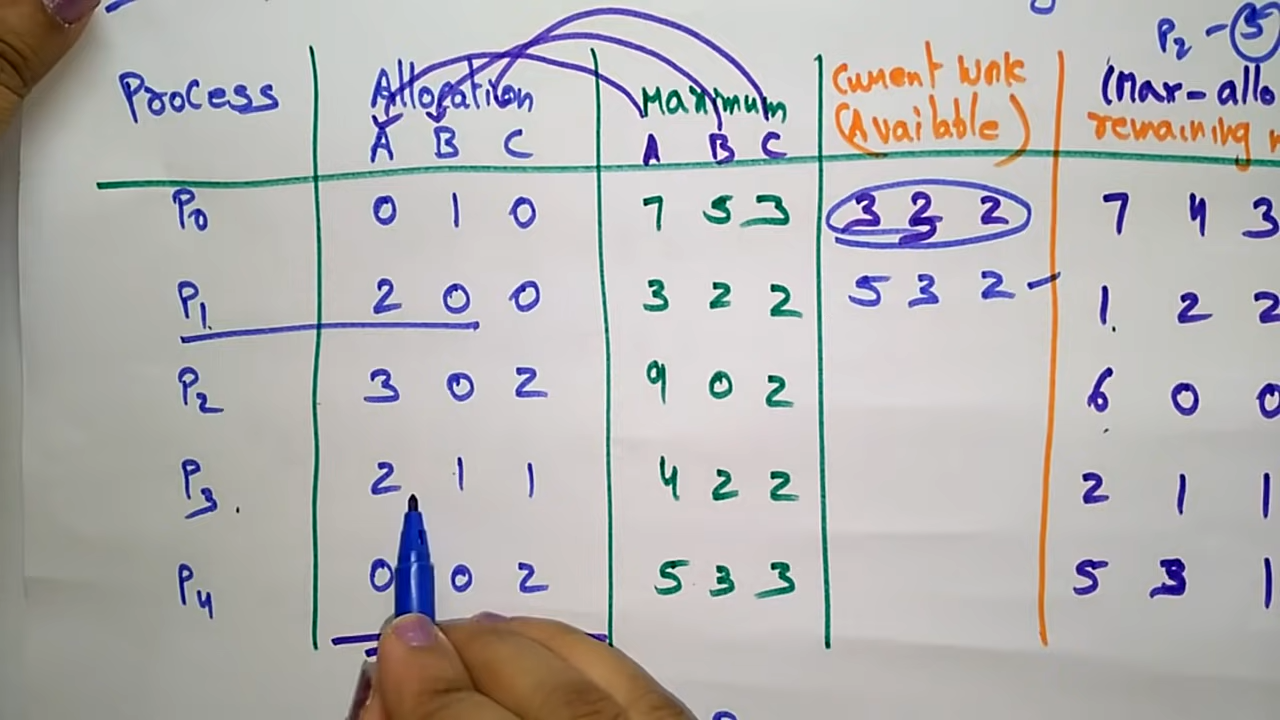 P2 - 5
Process Allocation Maximum Current Work (Available) (Max - allo
remaining
A B C A B C
P0 0 1 0 7 5 3 3 3 2 7 4 3
P1 2 0 0 3 2 2 5 3 2 - 1 2 2
P2 3 0 2 9 0 2 6 0 0
P3 2 1 1 4 2 2 2 1 1
P4 0 0 2 5 3 3 5 3 1